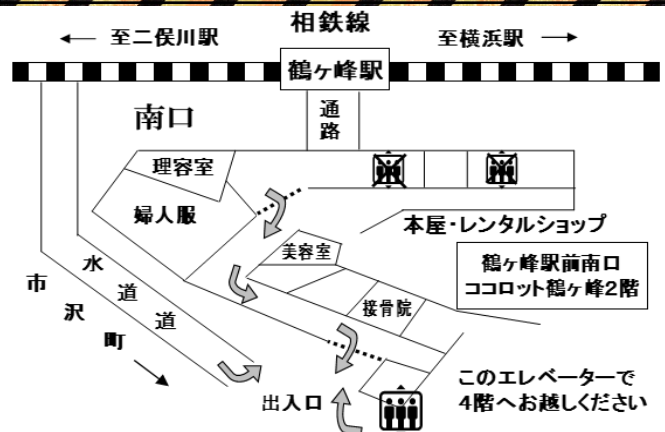 相鉄線
← 至二俣川駅
至横浜駅 →
鶴ヶ峰駅
南口
通路
理容室
婦人服
本屋・レンタルショップ
美容室
鶴ヶ峰駅前南口
ココロット鶴ヶ峰2階
水道道
市沢町
接骨院
このエレベーターで
4階へお越しください
出入口